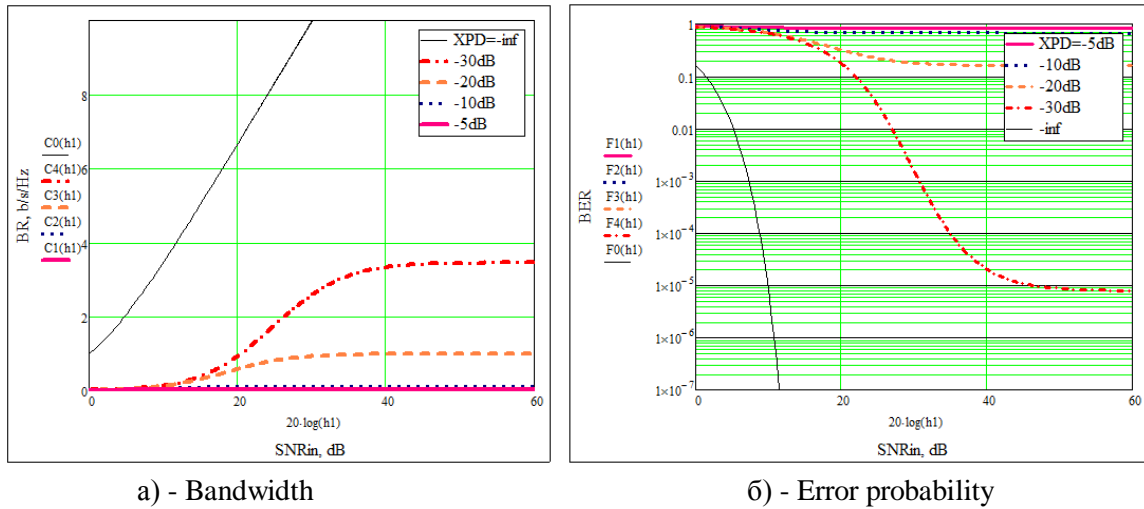 XPD=-inf
-30dB
-20dB
-10dB
-5dB
8
6
4
2
0
C0(h1)
C4(h1)
C3(h1)
C2(h1)
C1(h1)
BR, b/s/Hz
0 20 40 60
20·log(h1)
SNRin, dB
XPD=-5dB
-10dB
-20dB
-30dB
-inf
1
0.1
0.01
1×10⁻³
1×10⁻⁴
1×10⁻⁵
1×10⁻⁶
1×10⁻⁷
F1(h1)
F2(h1)
F3(h1)
F4(h1)
F0(h1)
BER
0 20 40 60
20·log(h1)
SNRin, dB
а) - Bandwidth
б) - Error probability